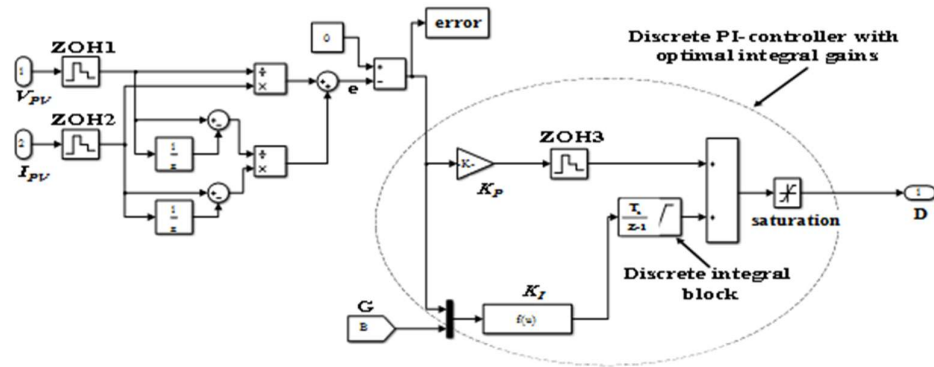 ZOH1
1
V_PV
ZOH2
2
I_PV
÷
×
1
z
÷
×
1
z
0
e
error
Discrete PI-controller with
optimal integral gains
K-
K_P
ZOH3
T_s
Z-1
saturation
1
D
Discrete integral
block
G
B
K_I
f(u)